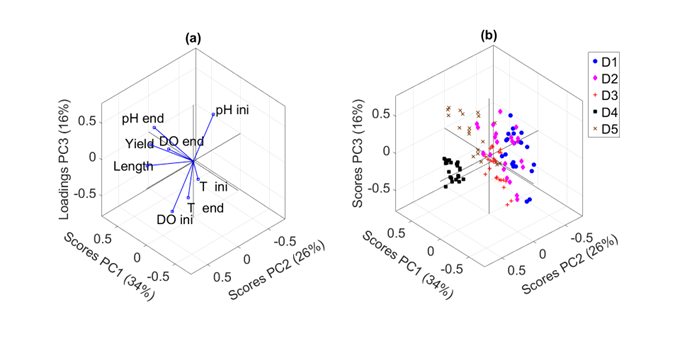 (a)
Loadings PC3 (16%)
0.5
0
-0.5
pH end
pH ini
Yield
DO end
Length
T ini
T end
DO ini
0.5
0
-0.5
Scores PC1 (34%)
0.5
0
-0.5
Scores PC2 (26%)
(b)
Scores PC3 (16%)
0.5
0
-0.5
0.5
0
-0.5
Scores PC1 (34%)
0.5
0
-0.5
Scores PC2 (26%)
D1
D2
D3
D4
D5